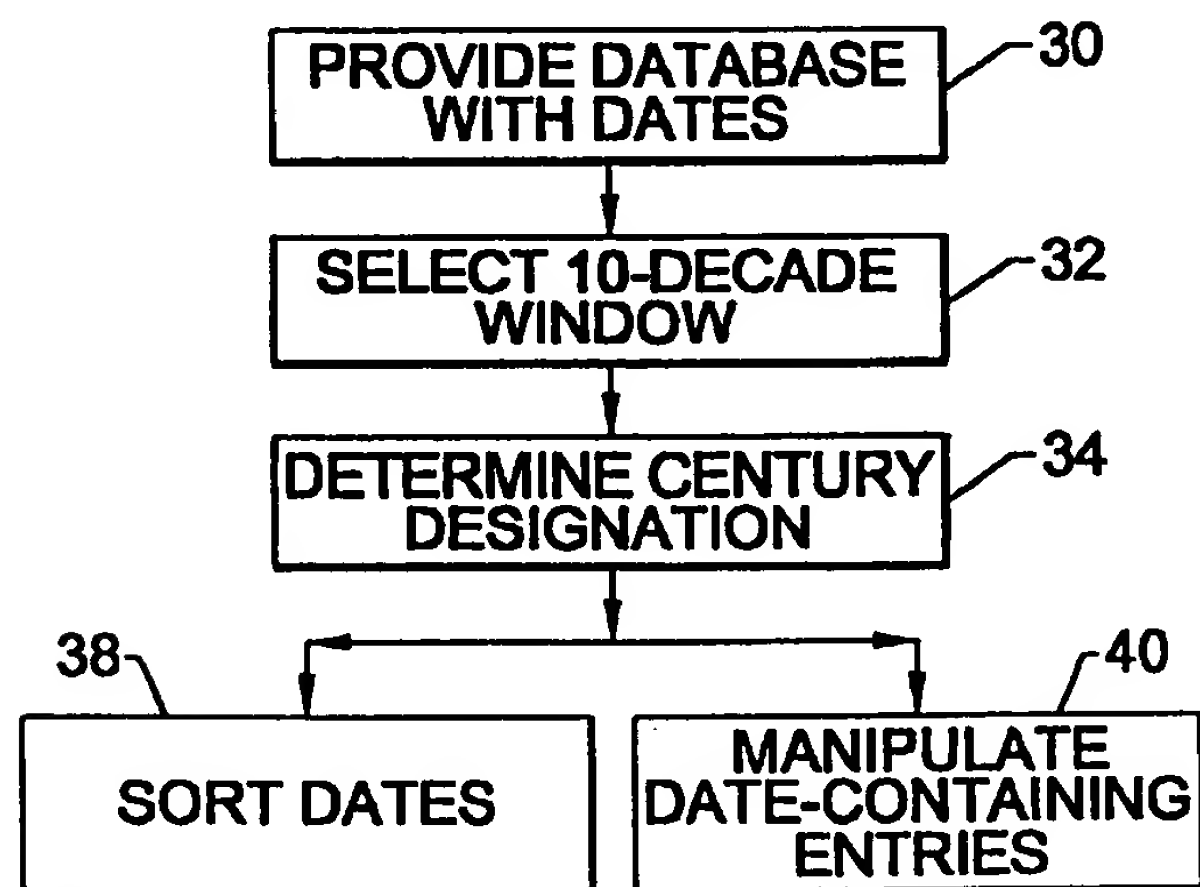 PROVIDE DATABASE
WITH DATES
30
SELECT 10-DECADE
WINDOW
32
DETERMINE CENTURY
DESIGNATION
34
38
SORT DATES
40
MANIPULATE
DATE-CONTAINING
ENTRIES